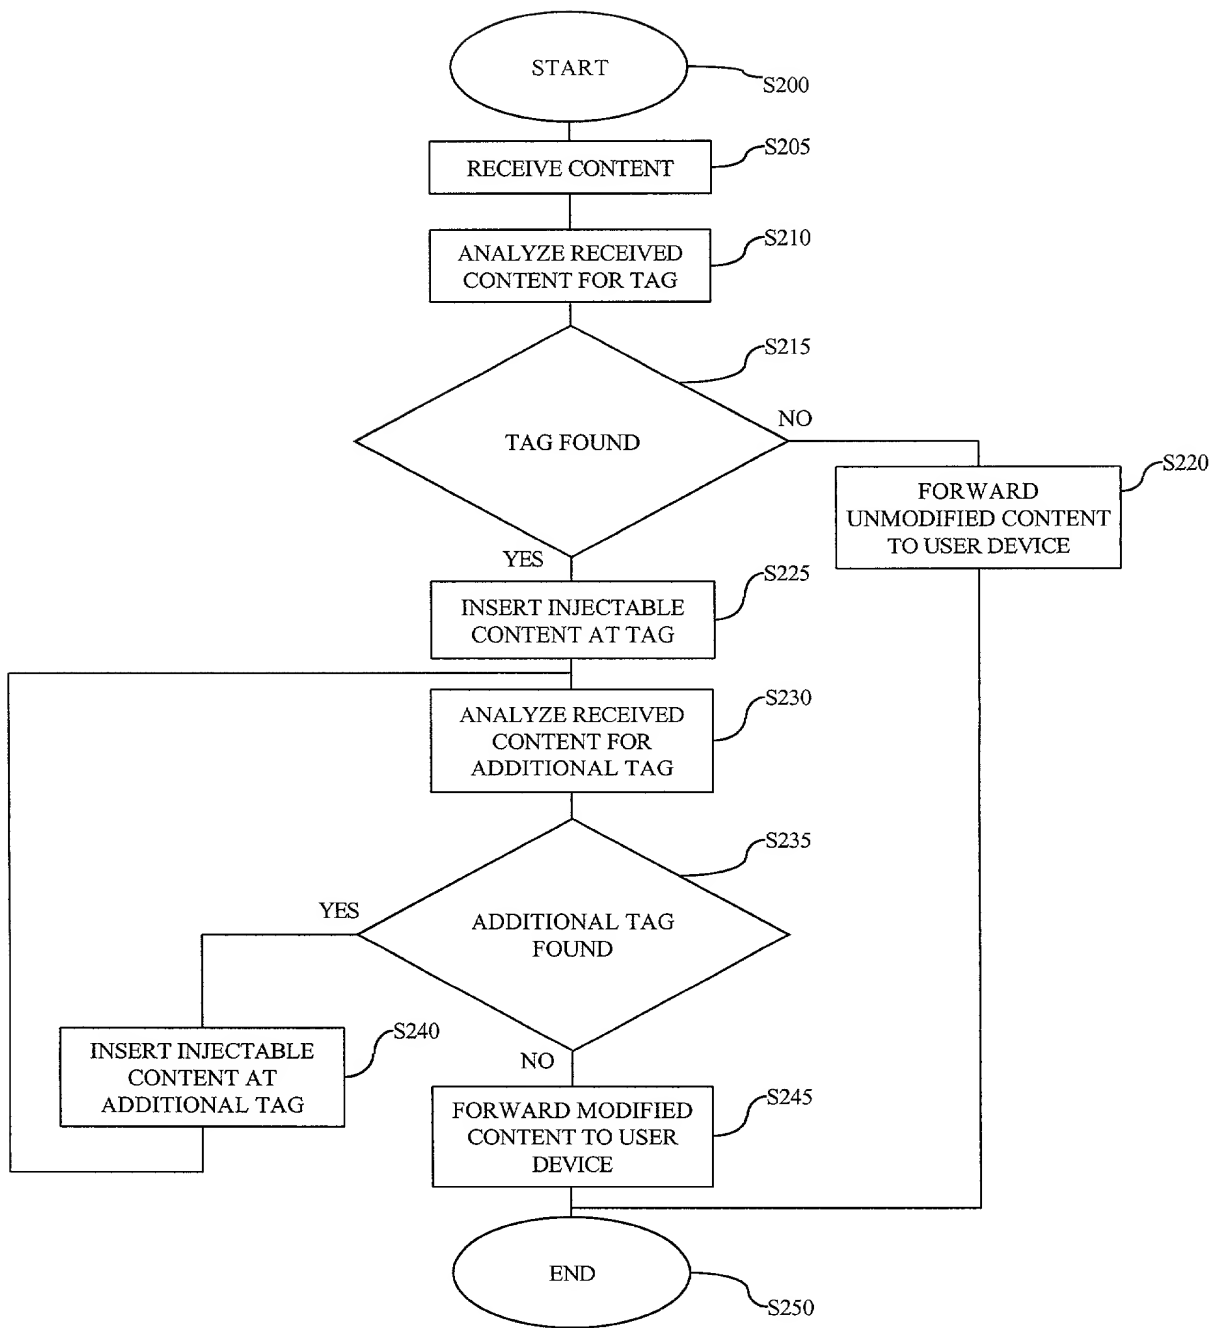 START
S200
RECEIVE CONTENT
S205
ANALYZE RECEIVED
CONTENT FOR TAG
S210
TAG FOUND
S215
NO
FORWARD
UNMODIFIED CONTENT
TO USER DEVICE
S220
YES
INSERT INJECTABLE
CONTENT AT TAG
S225
ANALYZE RECEIVED
CONTENT FOR
ADDITIONAL TAG
S230
ADDITIONAL TAG
FOUND
S235
YES
INSERT INJECTABLE
CONTENT AT
ADDITIONAL TAG
S240
NO
FORWARD MODIFIED
CONTENT TO USER
DEVICE
S245
END
S250